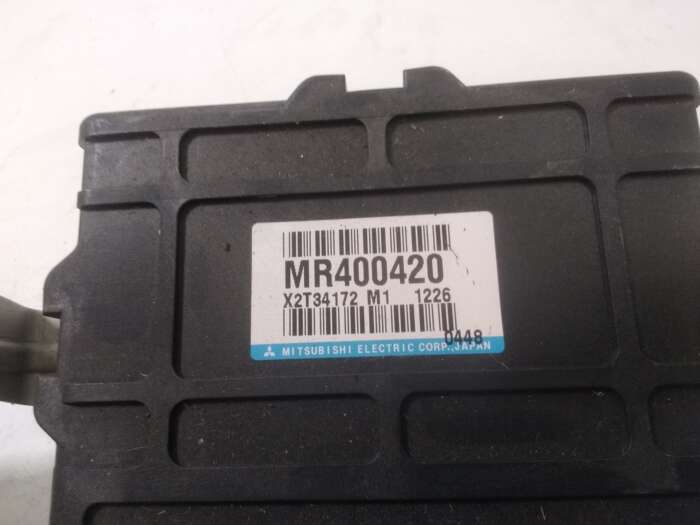 MR400420
X2T34172 M1 1226
0448
MITSUBISHI ELECTRIC CORP.,JAPAN